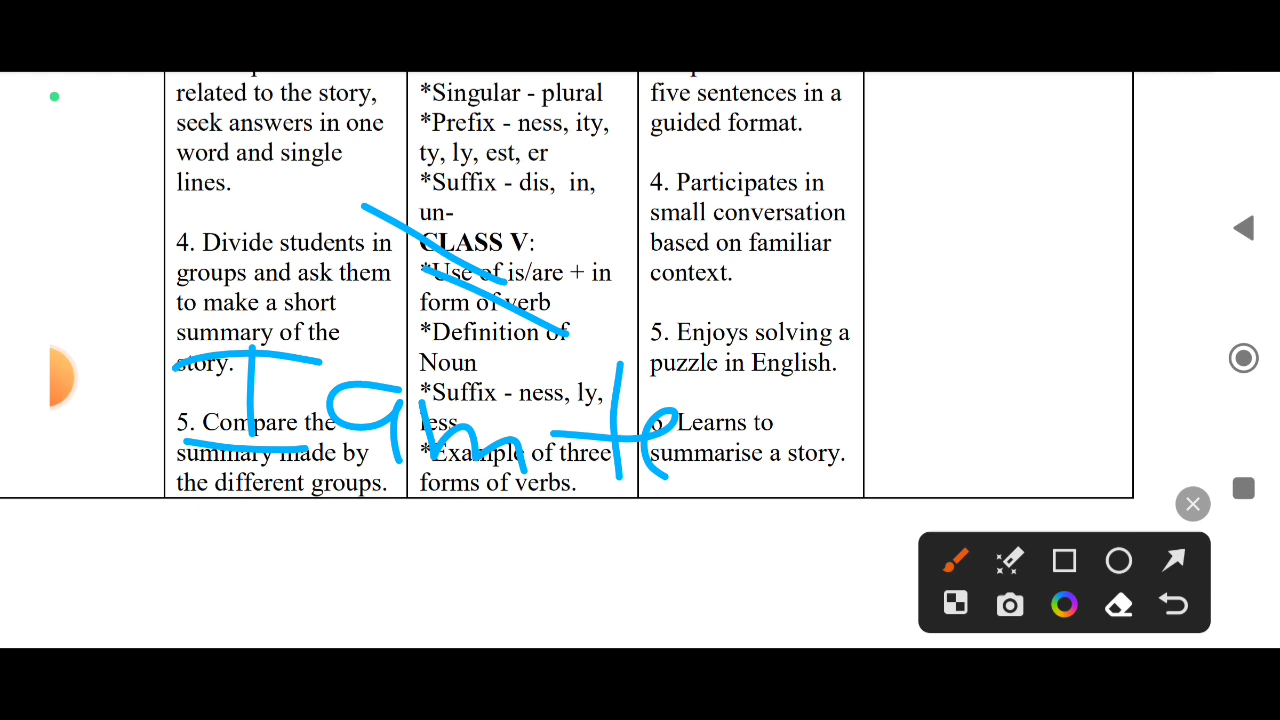 related to the story,
seek answers in one
word and single
lines.
4. Divide students in
groups and ask them
to make a short
summary of the
story.
5. Compare the
summary made by
the different groups.
*Singular - plural
*Prefix - ness, ity,
ty, ly, est, er
*Suffix - dis, in,
un-
CLASS V:
*Use of is/are + in
form of verb
*Definition of
Noun
*Suffix - ness, ly,
less
*Example of three
forms of verbs.
five sentences in a
guided format.
4. Participates in
small conversation
based on familiar
context.
5. Enjoys solving a
puzzle in English.
6. Learns to
summarise a story.
I am te